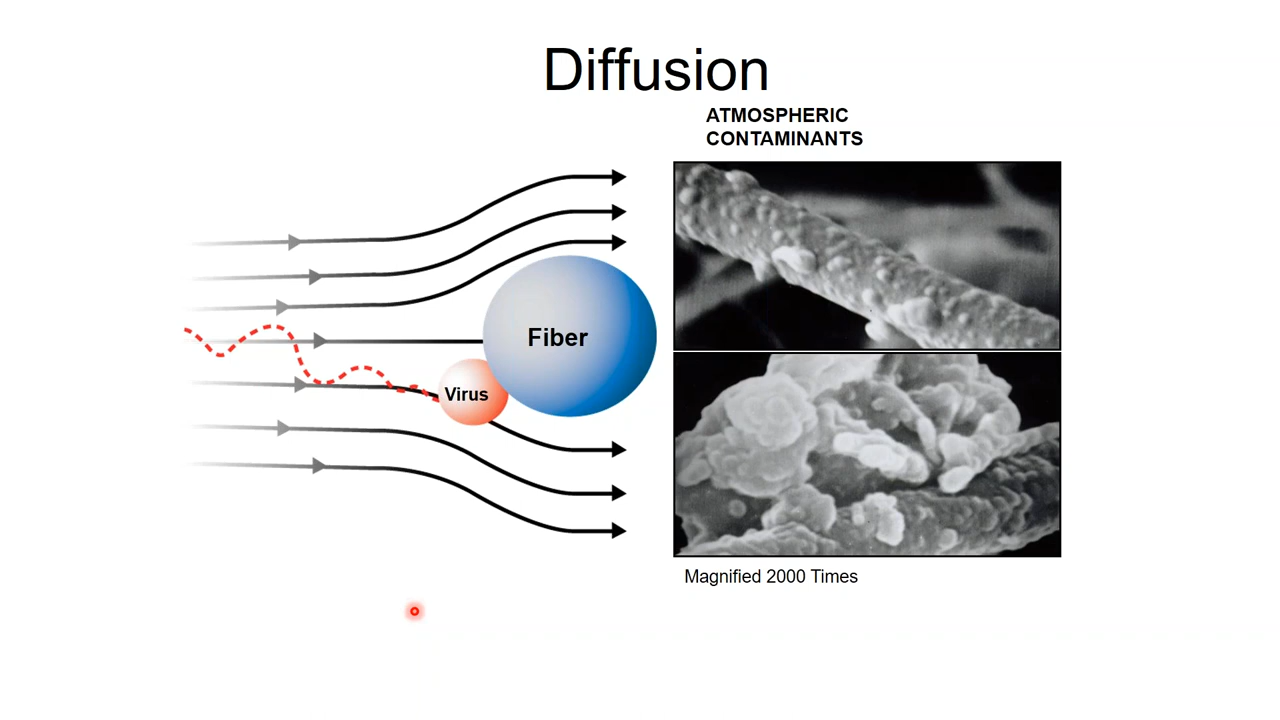 Diffusion
ATMOSPHERIC
CONTAMINANTS
Fiber
Virus
Magnified 2000 Times